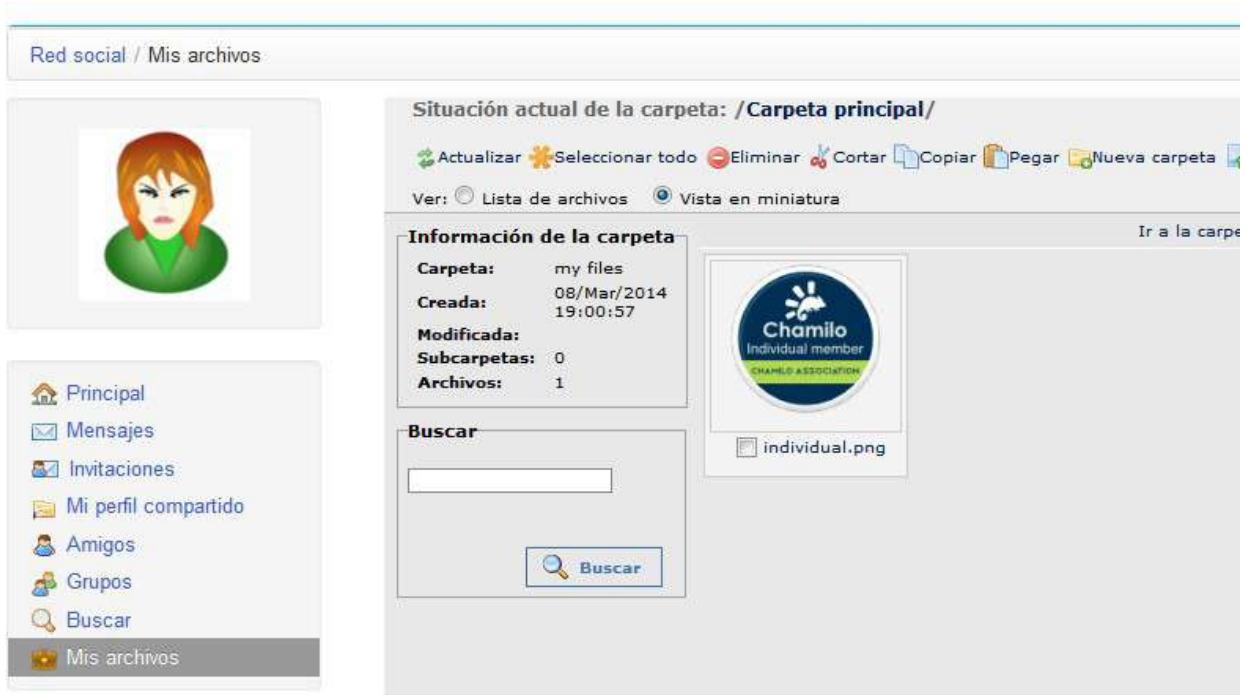 Red social / Mis archivos
Situación actual de la carpeta: /Carpeta principal/
Actualizar Seleccionar todo Eliminar Cortar Copiar Pegar Nueva carpeta
Ver: Lista de archivos Vista en miniatura
Información de la carpeta
Carpeta: my files
Creada: 08/Mar/2014
19:00:57
Modificada:
Subcarpetas: 0
Archivos: 1
Buscar
Buscar
Ir a la carpe
Chamilo
Individual member
CHAMILO ASSOCIATION
individual.png
Principal
Mensajes
Invitaciones
Mi perfil compartido
Amigos
Grupos
Buscar
Mis archivos